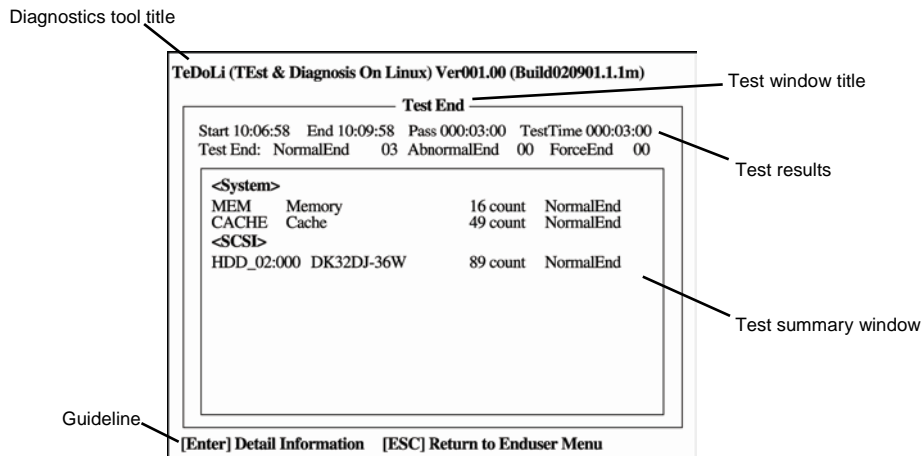 Diagnostics tool title
TeDoLi (TEst & Diagnosis On Linux) Ver001.00 (Build020901.1.1m)
Test window title
Test End
Start 10:06:58 End 10:09:58 Pass 000:03:00 TestTime 000:03:00
Test End: NormalEnd 03 AbnormalEnd 00 ForceEnd 00
Test results
<System>
MEM Memory 16 count NormalEnd
CACHE Cache 49 count NormalEnd
<SCSI>
HDD_02:000 DK32DJ-36W 89 count NormalEnd
Test summary window
Guideline
[Enter] Detail Information [ESC] Return to Enduser Menu